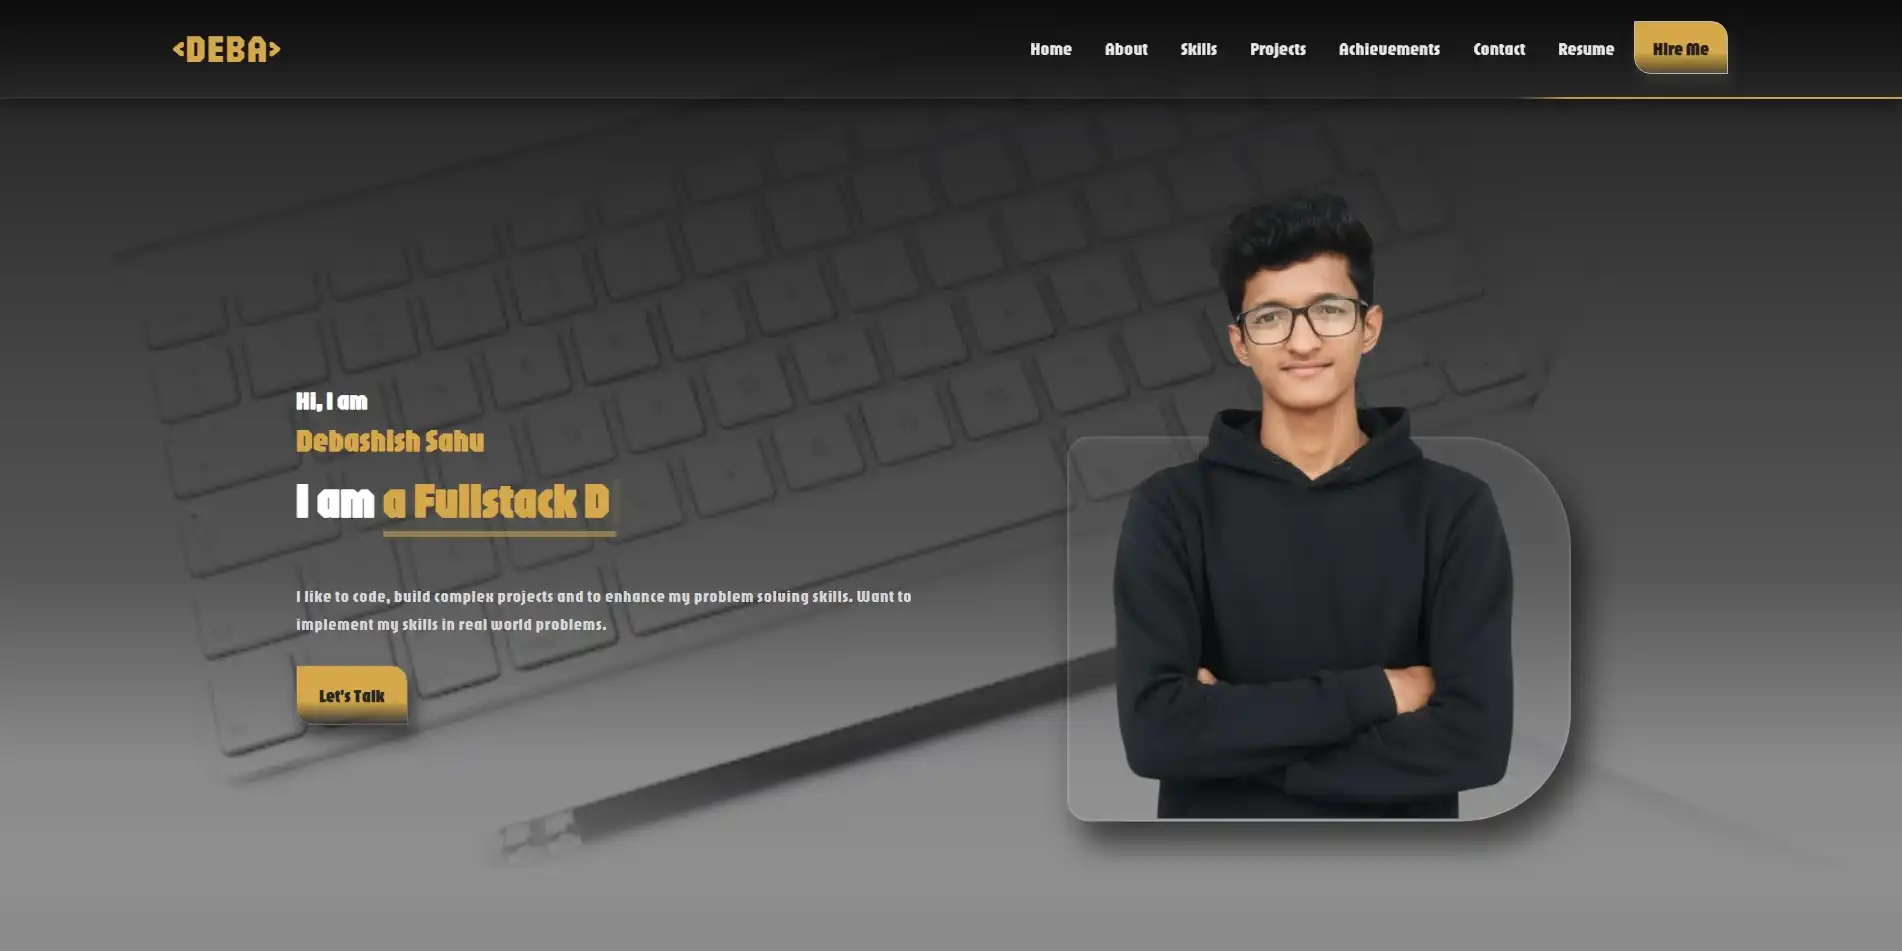 <DEBA>
Home About Skills Projects Achievements Contact Resume Hire Me
Hi, I am
Debashish Sahu
I am a Fullstack D
I like to code, build complex projects and to enhance my problem solving skills. Want to
implement my skills in real world problems.
Let's Talk